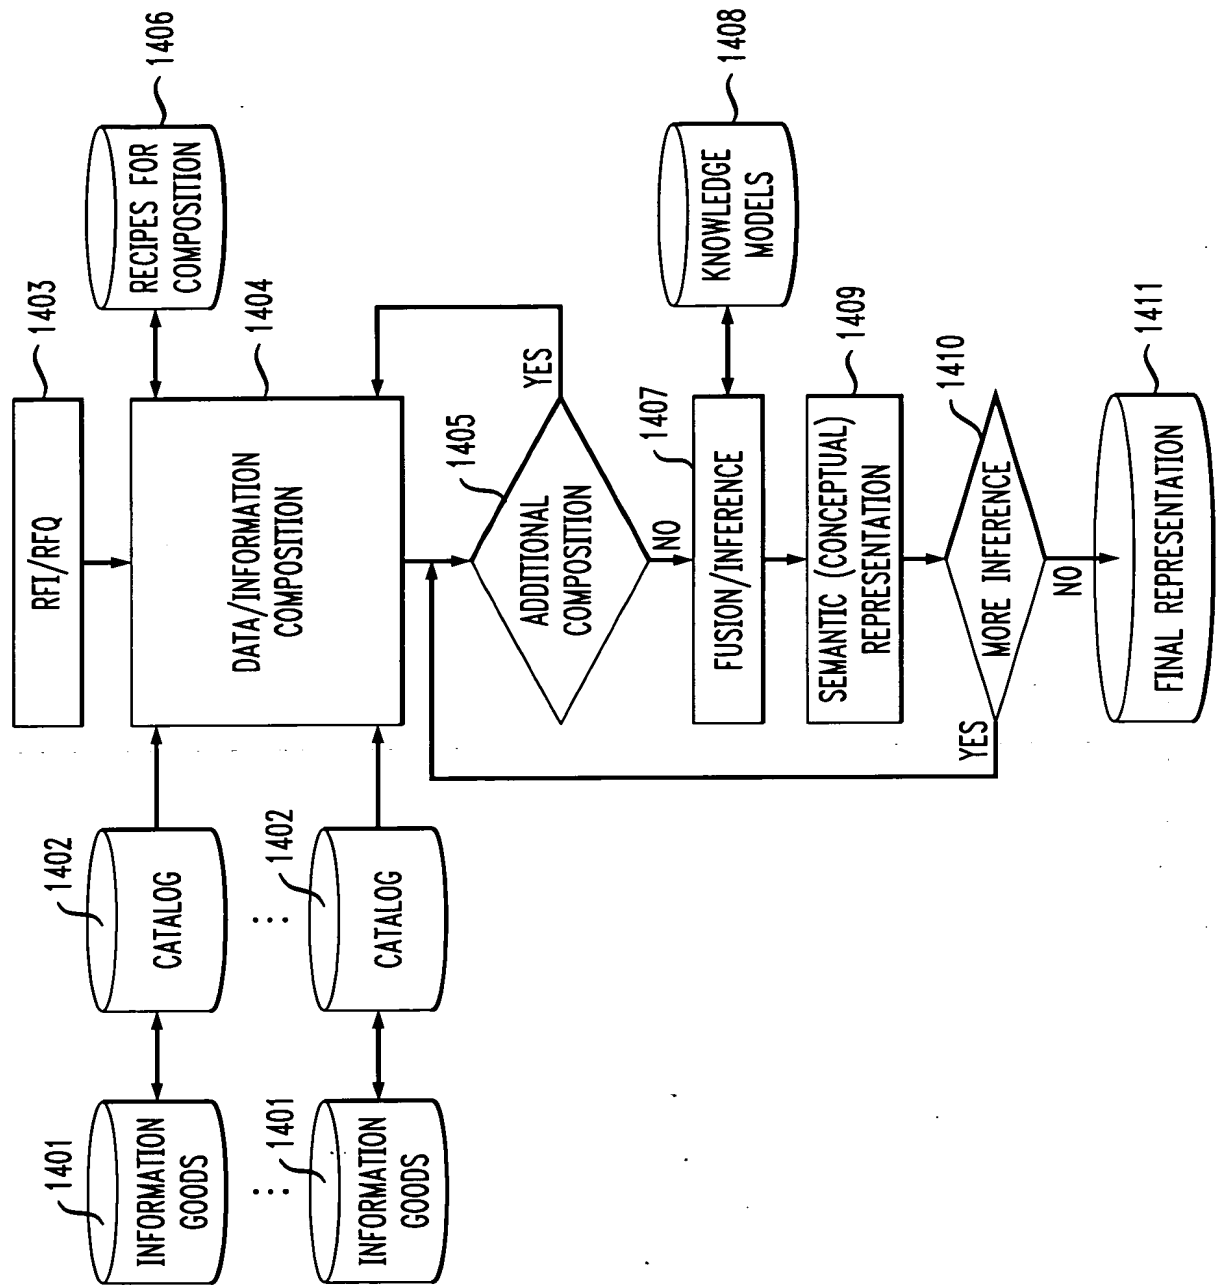 1401
INFORMATION
GOODS
1402
CATALOG
1403
RFI/RFQ
1404
DATA/INFORMATION
COMPOSITION
1406
RECIPES FOR
COMPOSITION
1401
INFORMATION
GOODS
1402
CATALOG
1405
ADDITIONAL
COMPOSITION
YES
NO
1407
FUSION/INFERENCE
1408
KNOWLEDGE
MODELS
1409
SEMANTIC (CONCEPTUAL)
REPRESENTATION
1410
MORE INFERENCE
YES
NO
1411
FINAL REPRESENTATION